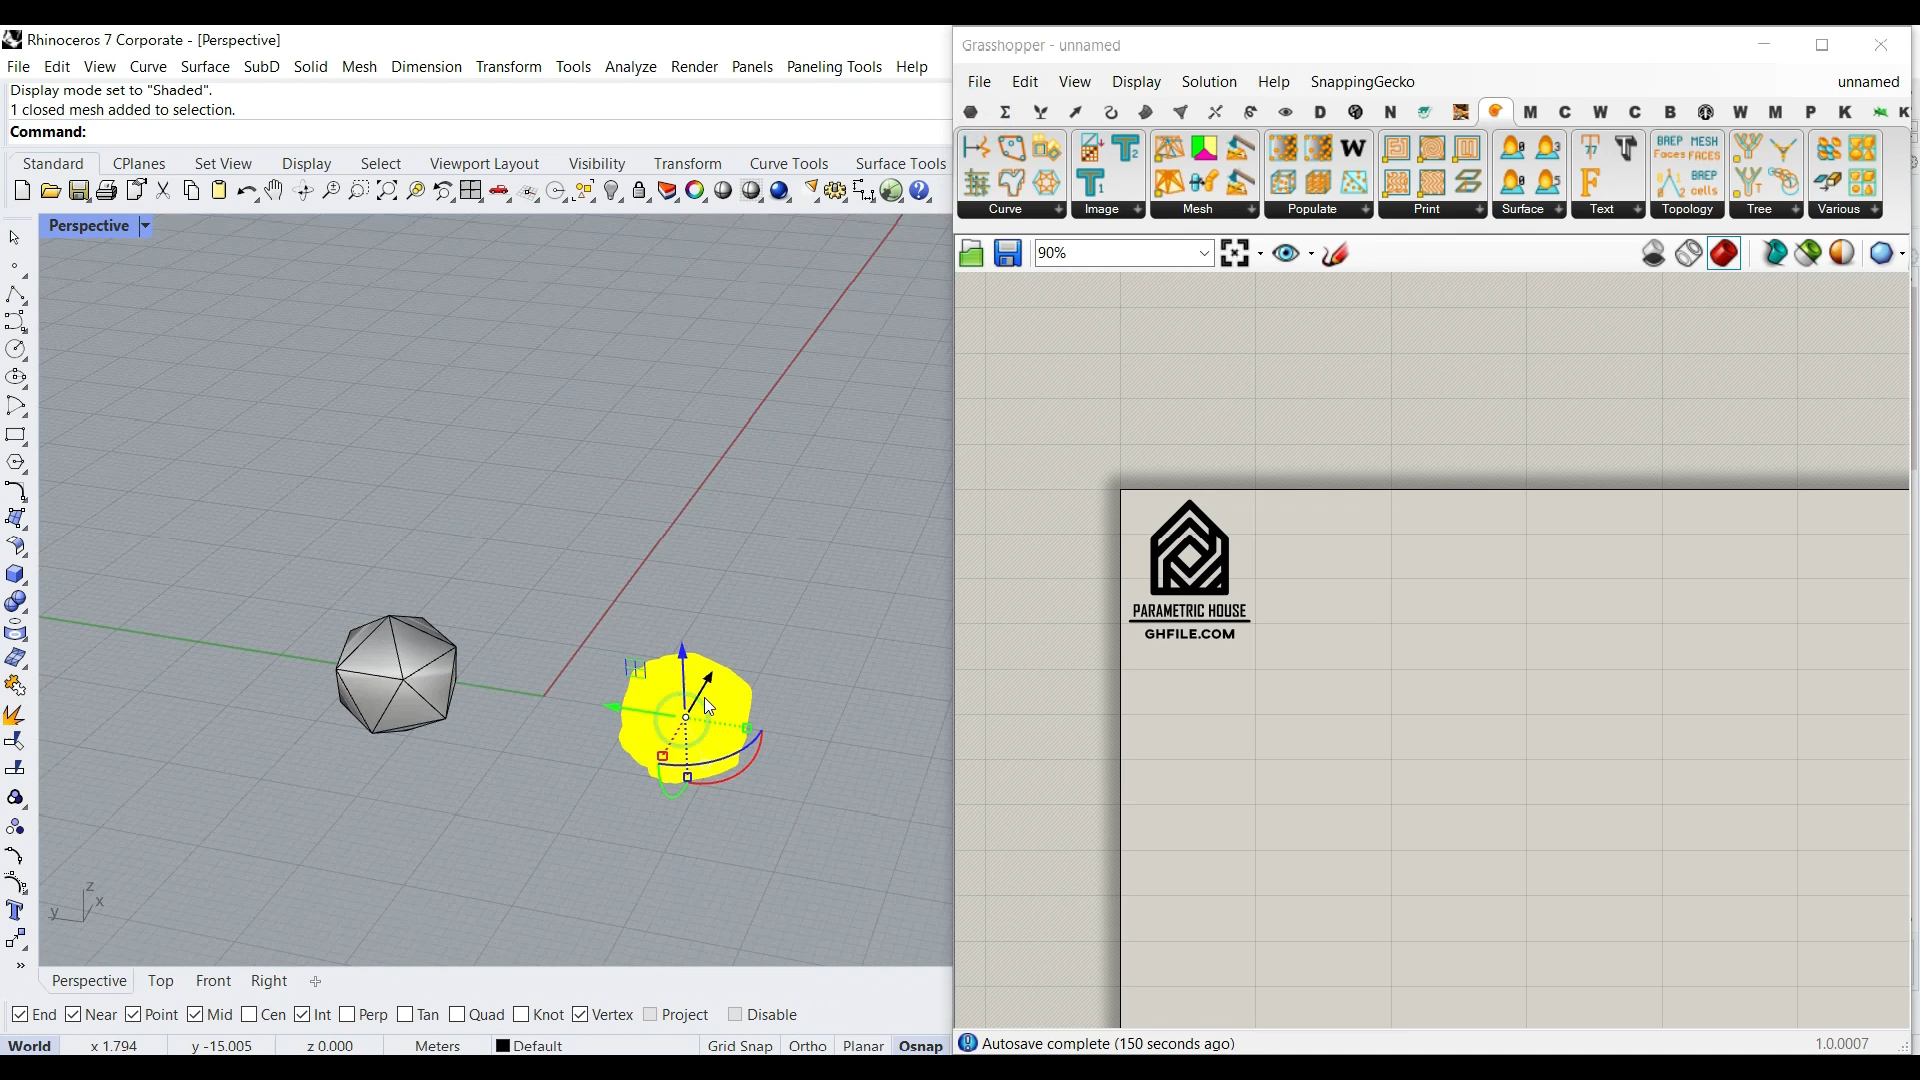 Rhinoceros 7 Corporate - [Perspective]
File Edit View Curve Surface SubD Solid Mesh Dimension Transform Tools Analyze Render Panels Paneling Tools Help
Display mode set to "Shaded".
1 closed mesh added to selection.
Command:
Standard CPlanes Set View Display Select Viewport Layout Visibility Transform Curve Tools Surface Tools
Perspective
z
x
y
Perspective Top Front Right
End Near Point Mid Cen Int Perp Tan Quad Knot Vertex Project Disable
World x 1.794 y -15.005 z 0.000 Meters Default Grid Snap Ortho Planar Osnap
Grasshopper - unnamed
File Edit View Display Solution Help SnappingGecko unnamed
D N M C W C B W M P K K
Curve Image Mesh Populate Print Surface Text Topology Tree Various
90%
PARAMETRIC HOUSE
GHFILE.COM
Autosave complete (150 seconds ago) 1.0.0007